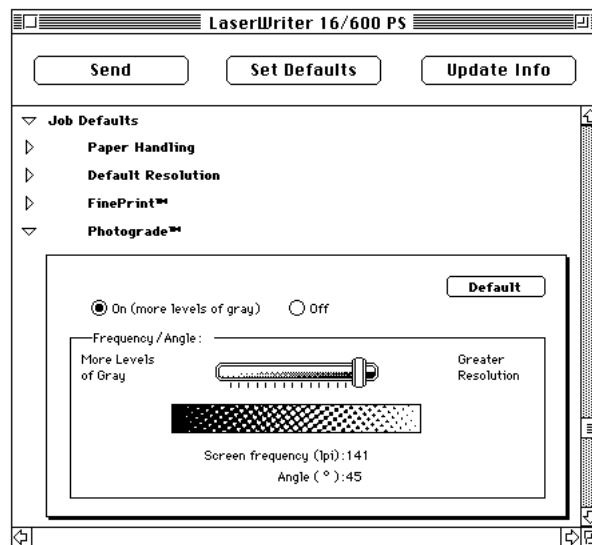 LaserWriter 16/600 PS
Send Set Defaults Update Info
Job Defaults
Paper Handling
Default Resolution
FinePrint™
Photograde™
Default
On (more levels of gray) Off
Frequency/Angle:
More Levels
of Gray
Greater
Resolution
Screen frequency (lpi):141
Angle (°):45